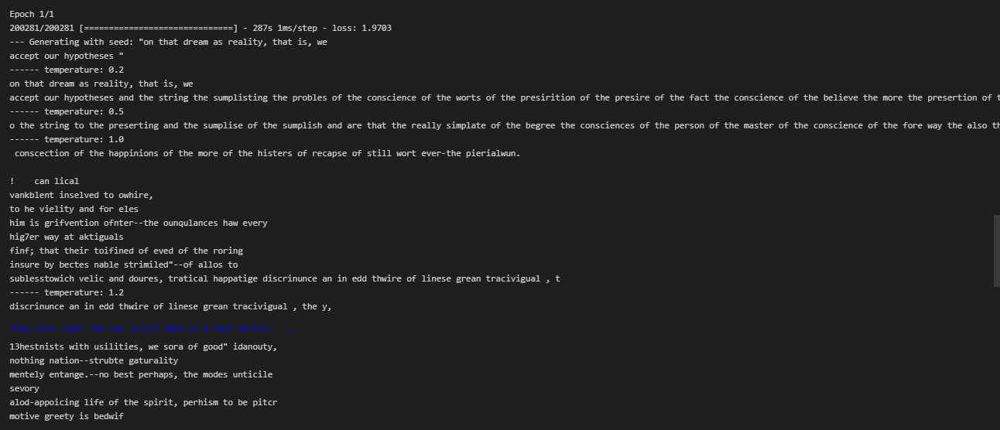 Epoch 1/1
200281/200281 [==============================] - 287s 1ms/step - loss: 1.9703
--- Generating with seed: "on that dream as reality, that is, we
accept our hypotheses "
------ temperature: 0.2
on that dream as reality, that is, we
accept our hypotheses and the string the sumplisting the probles of the conscience of the worts of the presirition of the presire of the fact the conscience of the believe the more the presertion of t
------ temperature: 0.5
o the string to the preserting and the sumplise of the sumplish and are that the really simplate of the begree the consciences of the person of the master of the conscience of the fore way the also th
------ temperature: 1.0
conscection of the happinions of the more of the histers of recapse of still wort ever-the pierialwun.
!    can lical
vankblent inselved to owhire,
to he vielity and for eles
him is grifvention ofnter--the ounqulances haw every
hig7er way at aktiguals
finf; that their toifined of eved of the roring
insure by bectes nable strimiled"--of allos to
sublesstowich velic and doures, tratical happatige discrinunce an in edd thwire of linese grean tracivigual , t
------ temperature: 1.2
discrinunce an in edd thwire of linese grean tracivigual , the y,
show more (open the raw output data in a text editor) ...
13hestnists with usilities, we sora of good" idanouty,
nothing nation--strubte gaturality
mentely entange.--no best perhaps, the modes unticile
sevory
alod-appoicing life of the spirit, perhism to be pitcr
motive greety is bedwif